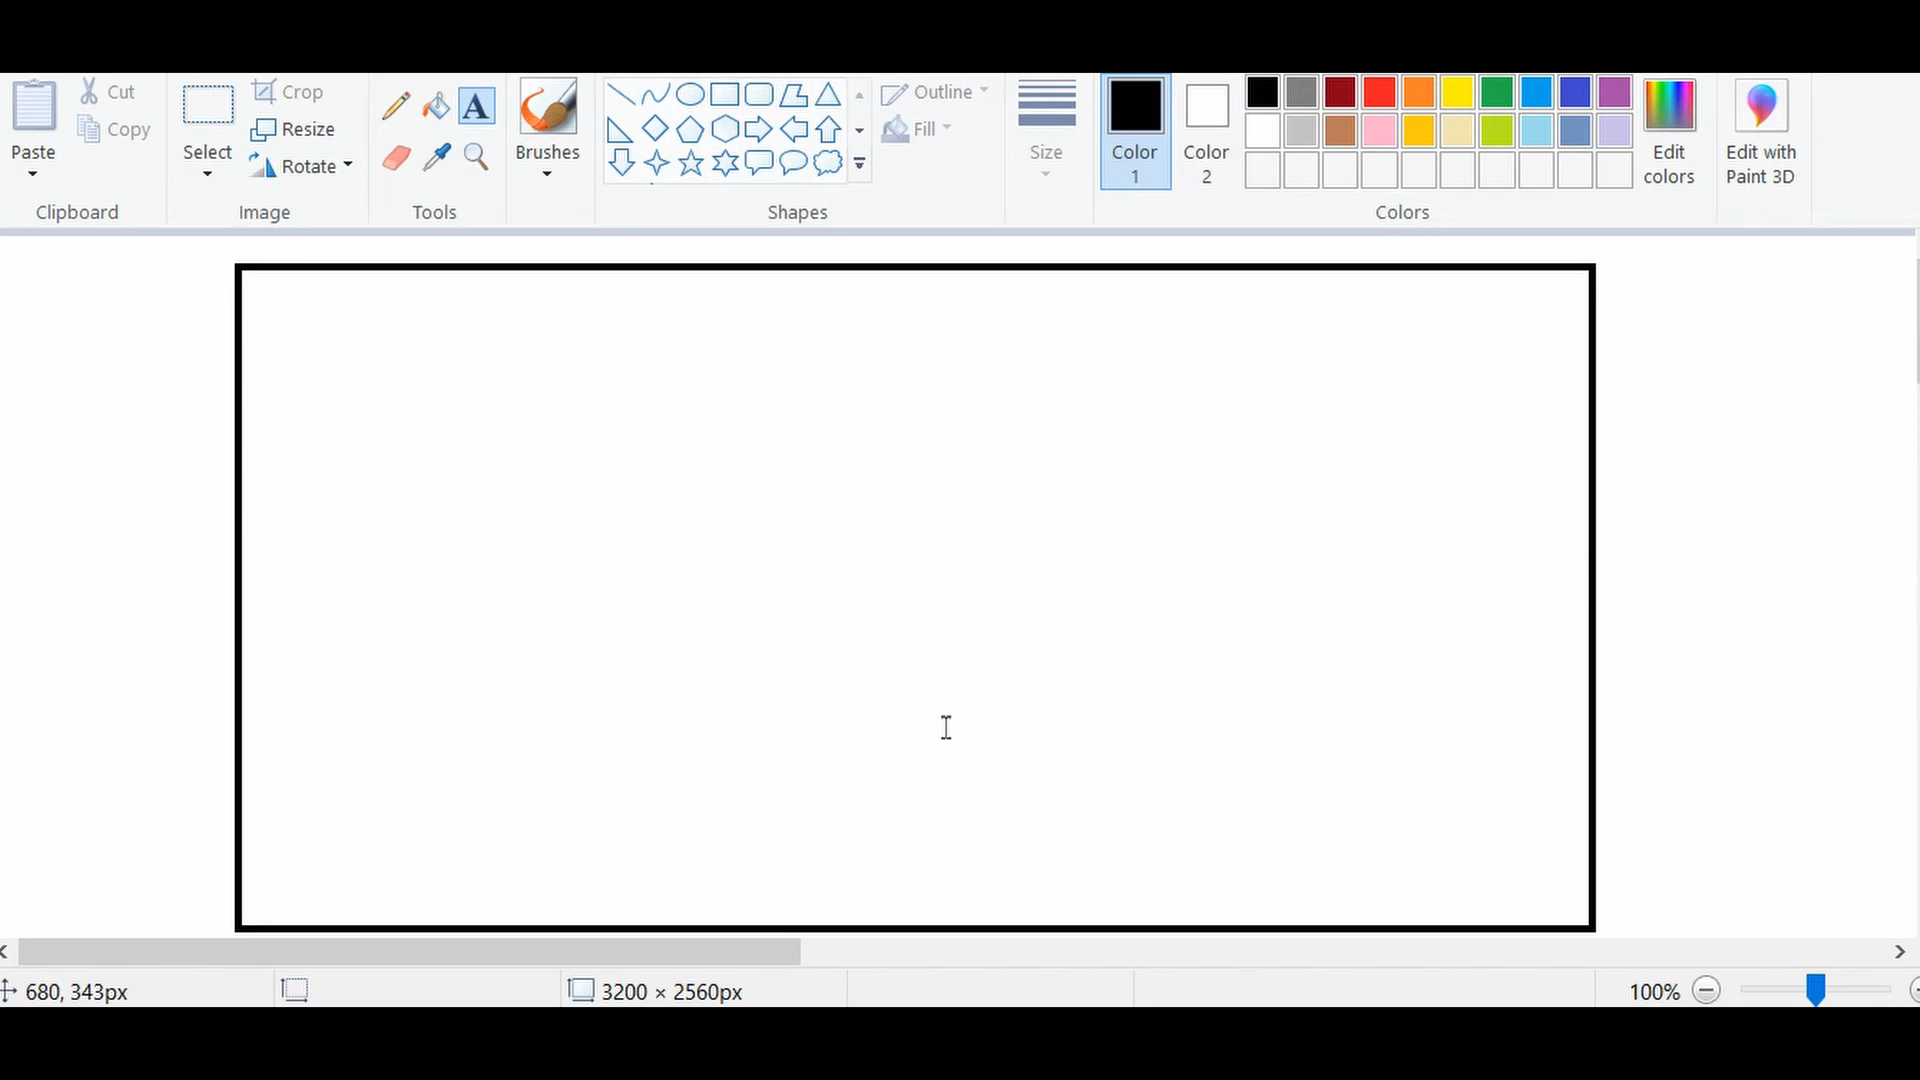 Paste
Cut
Copy
Clipboard
Select
Crop
Resize
Rotate
Image
A
Tools
Brushes
Shapes
Outline
Fill
Size
Color
1
Color
2
Edit
colors
Colors
Edit with
Paint 3D
680, 343px
3200 × 2560px
100%